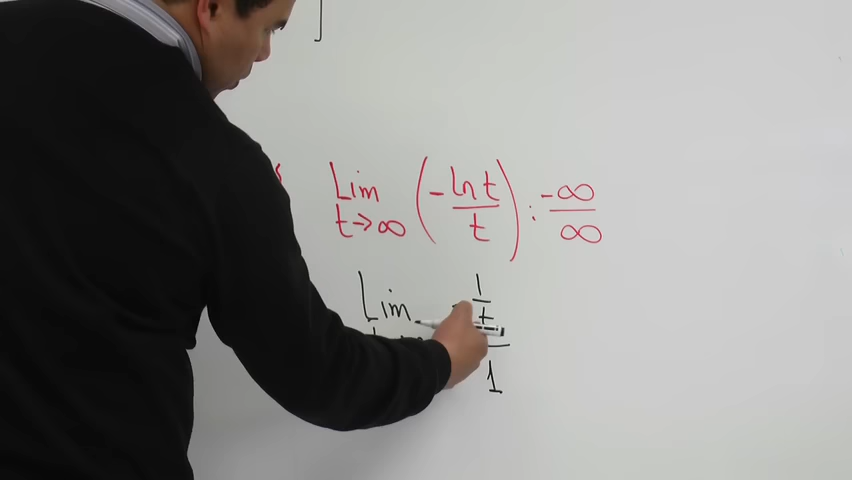 ]
Lim (- ln t / t) : -∞ / ∞
t→∞
Lim - 1/t / 1